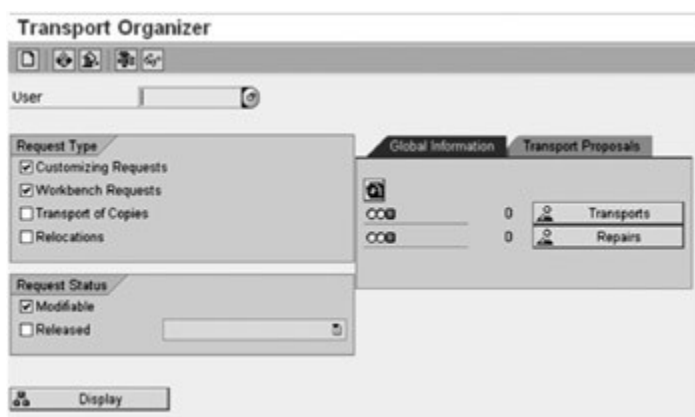 Transport Organizer
User
Request Type
Customizing Requests
Workbench Requests
Transport of Copies
Relocations
Global Information
Transport Proposals
0 Transports
0 Repairs
Request Status
Modifiable
Released
Display